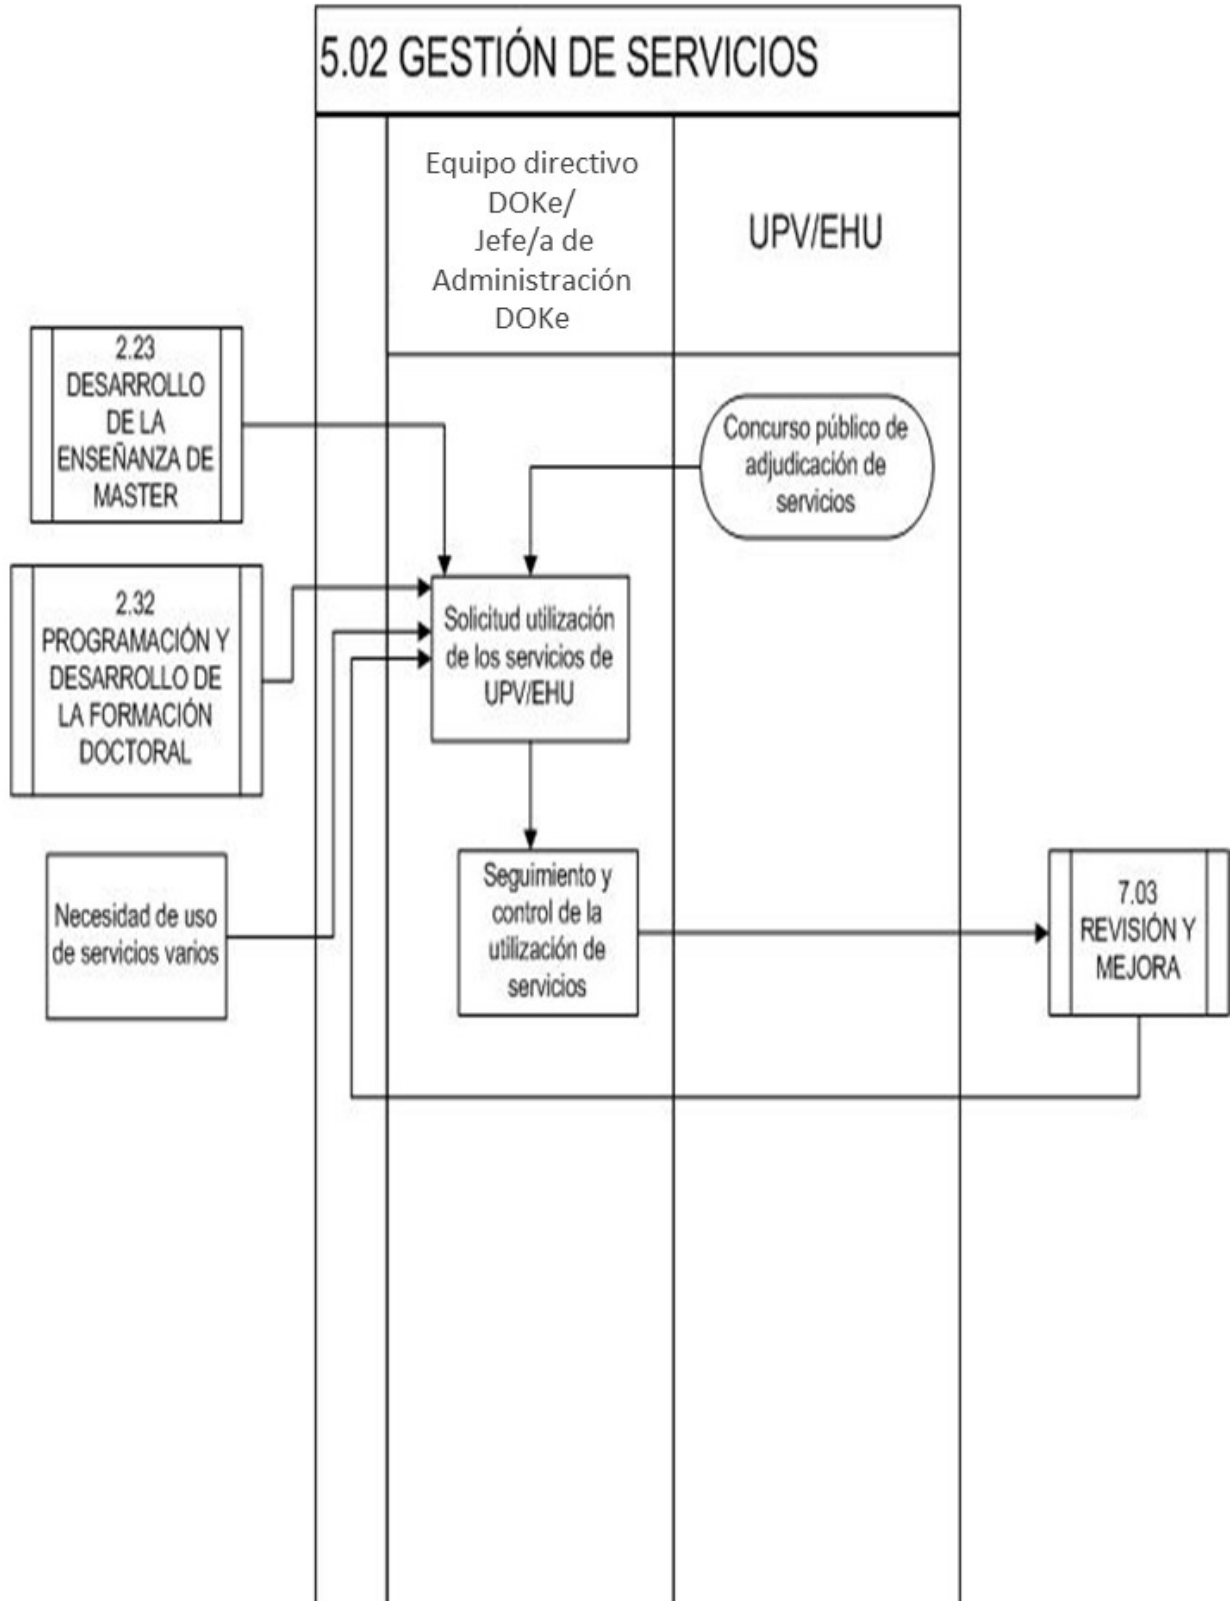 5.02 GESTIÓN DE SERVICIOS
Equipo directivo
DOKe/
Jefe/a de
Administración
DOKe
UPV/EHU
2.23
DESARROLLO
DE LA
ENSEÑANZA DE
MASTER
Concurso público de
adjudicación de
servicios
2.32
PROGRAMACIÓN Y
DESARROLLO DE
LA FORMACIÓN
DOCTORAL
Solicitud utilización
de los servicios de
UPV/EHU
Necesidad de uso
de servicios varios
Seguimiento y
control de la
utilización de
servicios
7.03
REVISIÓN Y
MEJORA